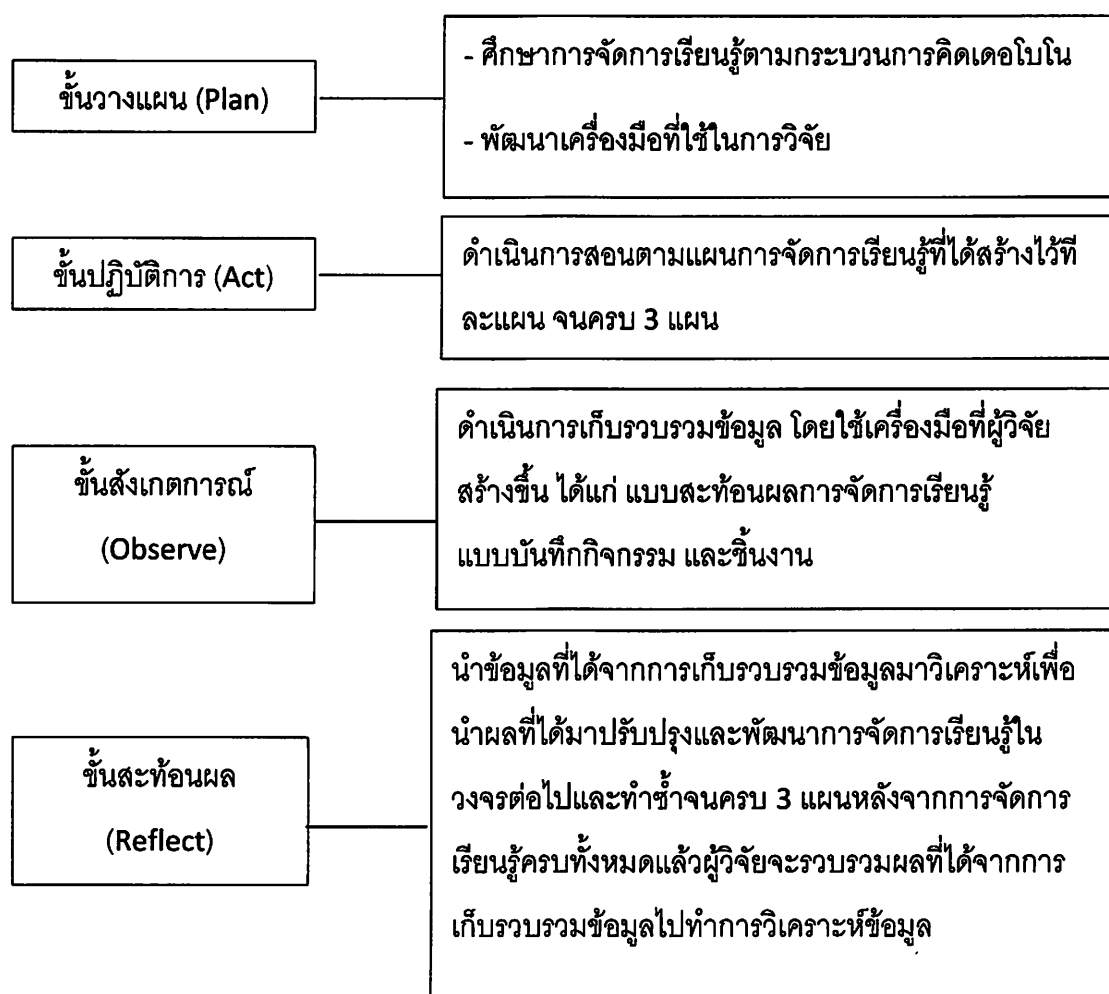 ขั้นวางแผน (Plan)
- ศึกษาการจัดการเรียนรู้ตามกระบวนการคิดเดอโบโน
- พัฒนาเครื่องมือที่ใช้ในการวิจัย
ขั้นปฏิบัติการ (Act)
ดำเนินการสอนตามแผนการจัดการเรียนรู้ที่ได้สร้างไว้ที
ละแผน จนครบ 3 แผน
ขั้นสังเกตการณ์
(Observe)
ดำเนินการเก็บรวบรวมข้อมูล โดยใช้เครื่องมือที่ผู้วิจัย
สร้างขึ้น ได้แก่ แบบสะท้อนผลการจัดการเรียนรู้
แบบบันทึกกิจกรรม และชิ้นงาน
ขั้นสะท้อนผล
(Reflect)
นำข้อมูลที่ได้จากการเก็บรวบรวมข้อมูลมาวิเคราะห์เพื่อ
นำผลที่ได้มาปรับปรุงและพัฒนาการจัดการเรียนรู้ใน
วงจรต่อไปและทำซ้ำจนครบ 3 แผนหลังจากการจัดการ
เรียนรู้ครบทั้งหมดแล้วผู้วิจัยจะรวบรวมผลที่ได้จากการ
เก็บรวบรวมข้อมูลไปทำการวิเคราะห์ข้อมูล